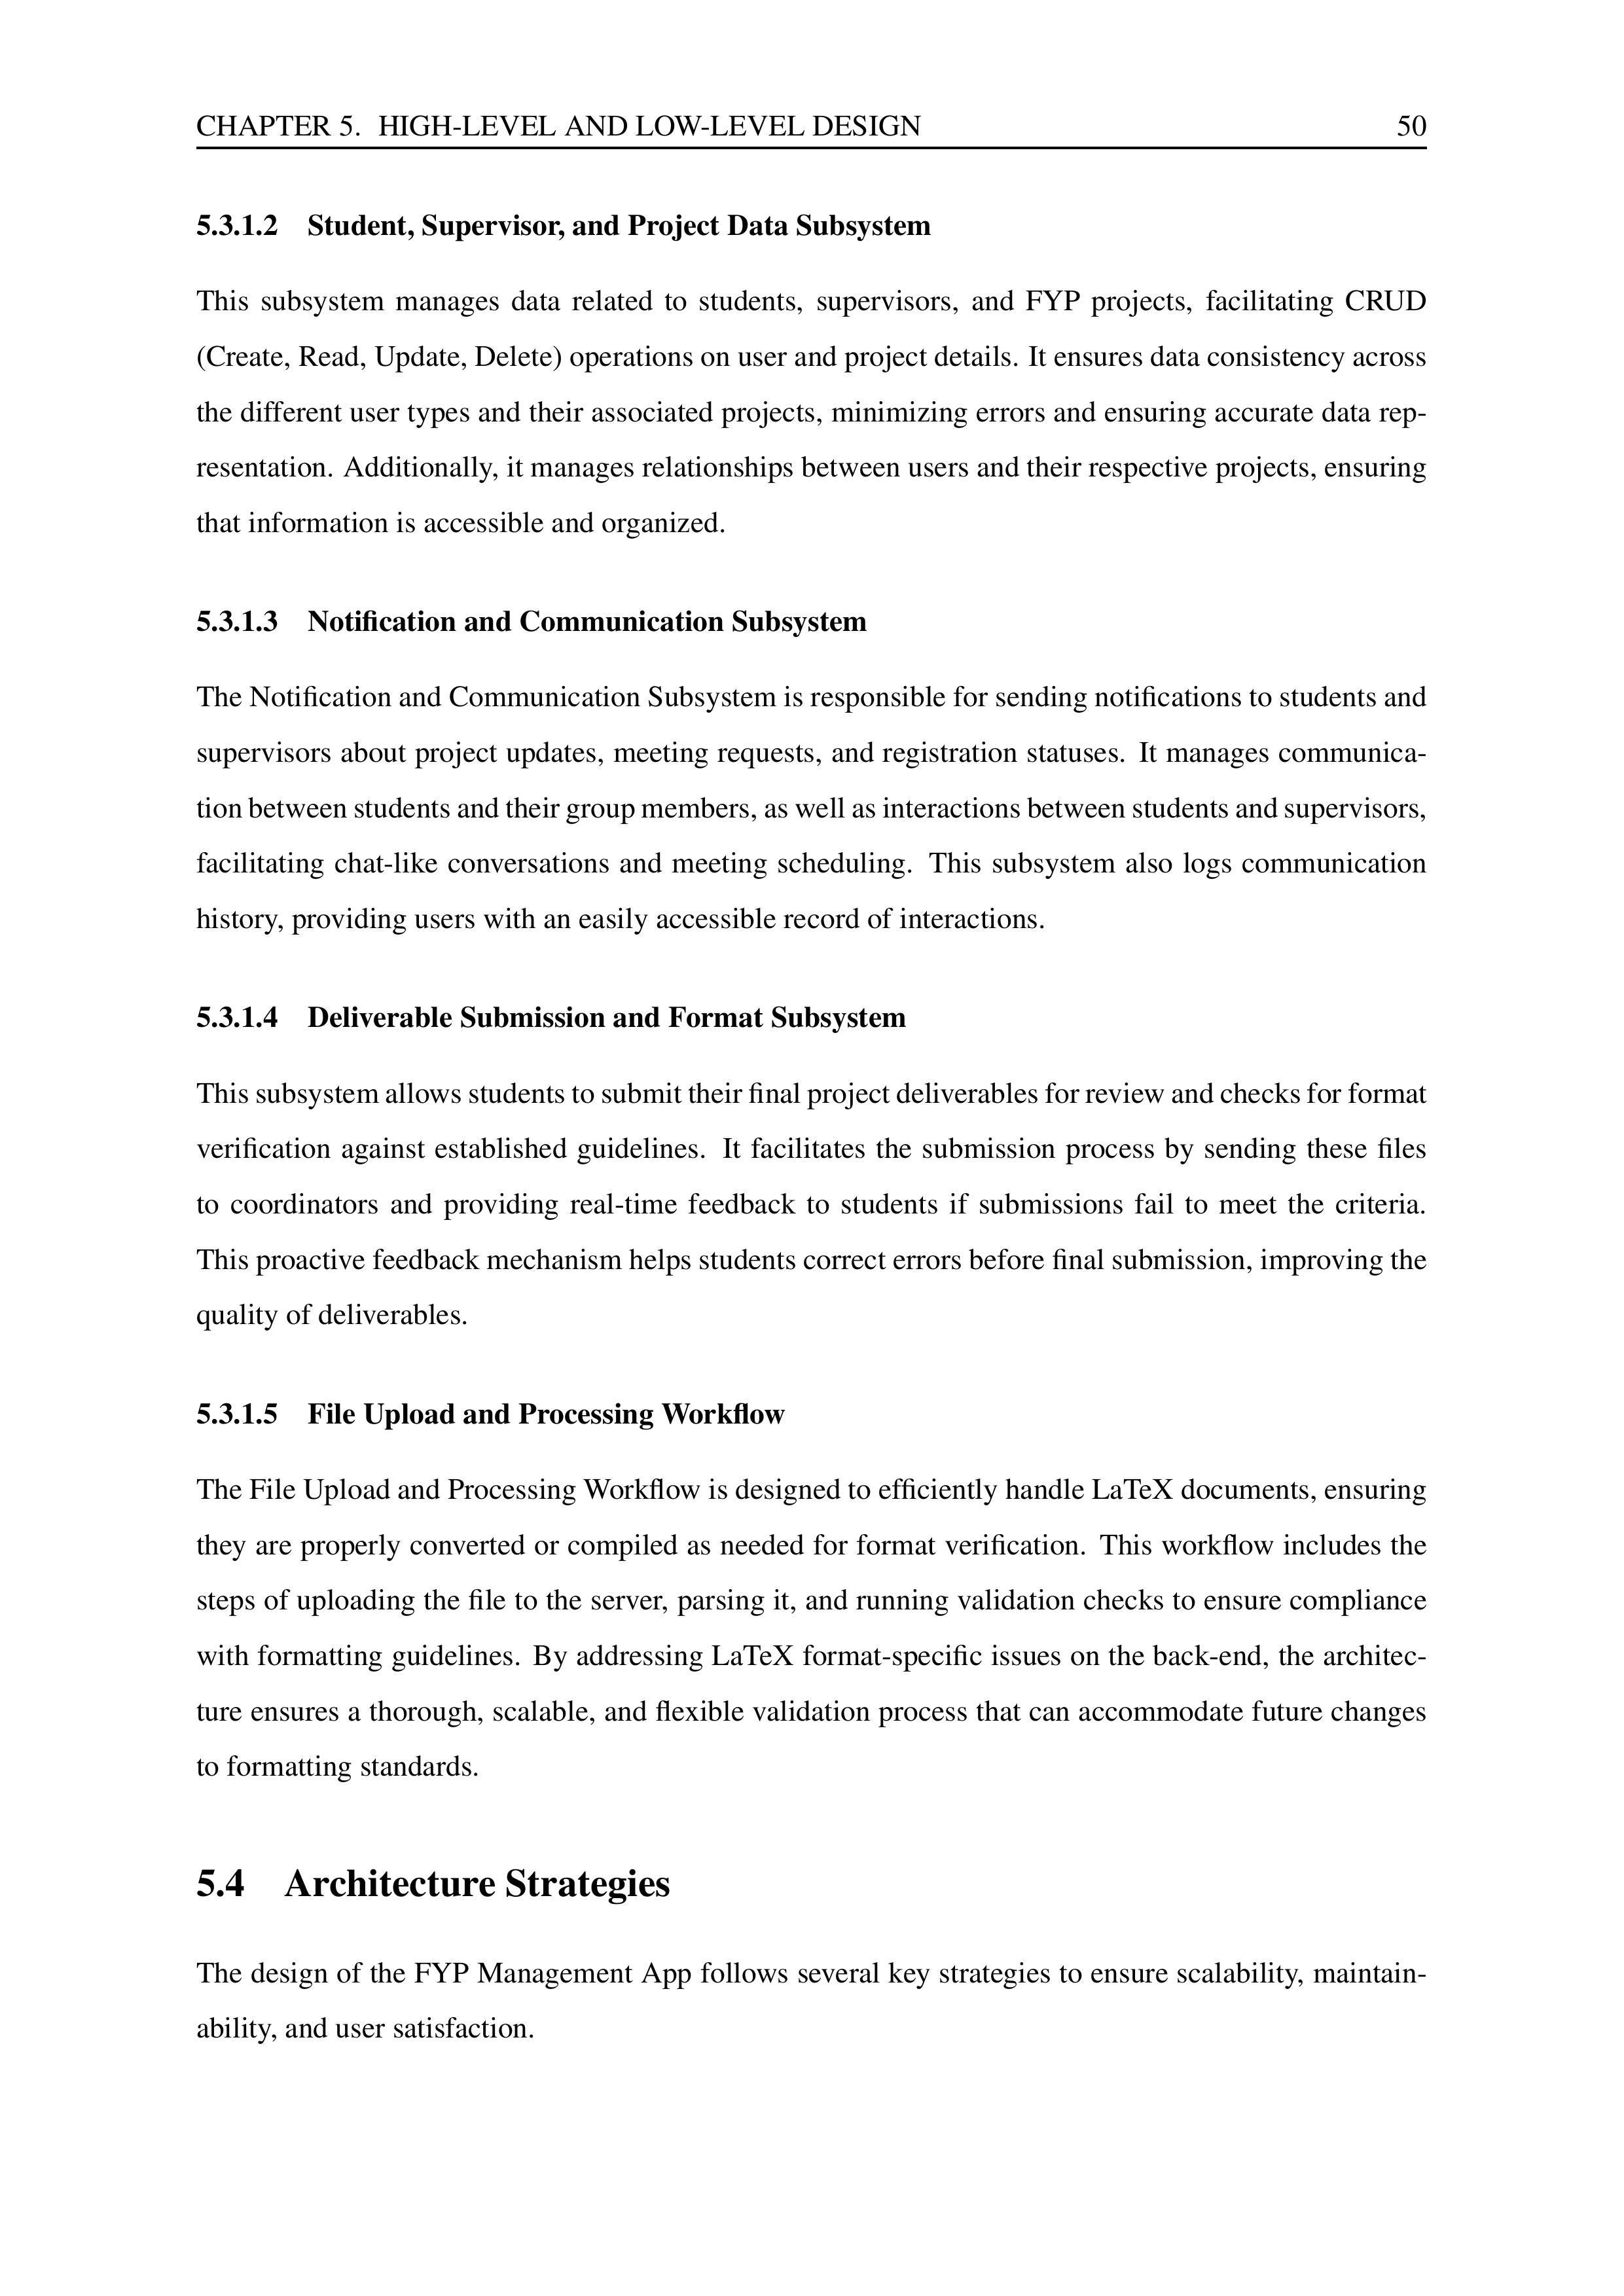 CHAPTER 5. HIGH-LEVEL AND LOW-LEVEL DESIGN 50
5.3.1.2 Student, Supervisor, and Project Data Subsystem
This subsystem manages data related to students, supervisors, and FYP projects, facilitating CRUD
(Create, Read, Update, Delete) operations on user and project details. It ensures data consistency across
the different user types and their associated projects, minimizing errors and ensuring accurate data rep-
resentation. Additionally, it manages relationships between users and their respective projects, ensuring
that information is accessible and organized.
5.3.1.3 Notification and Communication Subsystem
The Notification and Communication Subsystem is responsible for sending notifications to students and
supervisors about project updates, meeting requests, and registration statuses. It manages communica-
tion between students and their group members, as well as interactions between students and supervisors,
facilitating chat-like conversations and meeting scheduling. This subsystem also logs communication
history, providing users with an easily accessible record of interactions.
5.3.1.4 Deliverable Submission and Format Subsystem
This subsystem allows students to submit their final project deliverables for review and checks for format
verification against established guidelines. It facilitates the submission process by sending these files
to coordinators and providing real-time feedback to students if submissions fail to meet the criteria.
This proactive feedback mechanism helps students correct errors before final submission, improving the
quality of deliverables.
5.3.1.5 File Upload and Processing Workflow
The File Upload and Processing Workflow is designed to efficiently handle LaTeX documents, ensuring
they are properly converted or compiled as needed for format verification. This workflow includes the
steps of uploading the file to the server, parsing it, and running validation checks to ensure compliance
with formatting guidelines. By addressing LaTeX format-specific issues on the back-end, the architec-
ture ensures a thorough, scalable, and flexible validation process that can accommodate future changes
to formatting standards.
5.4 Architecture Strategies
The design of the FYP Management App follows several key strategies to ensure scalability, maintain-
ability, and user satisfaction.